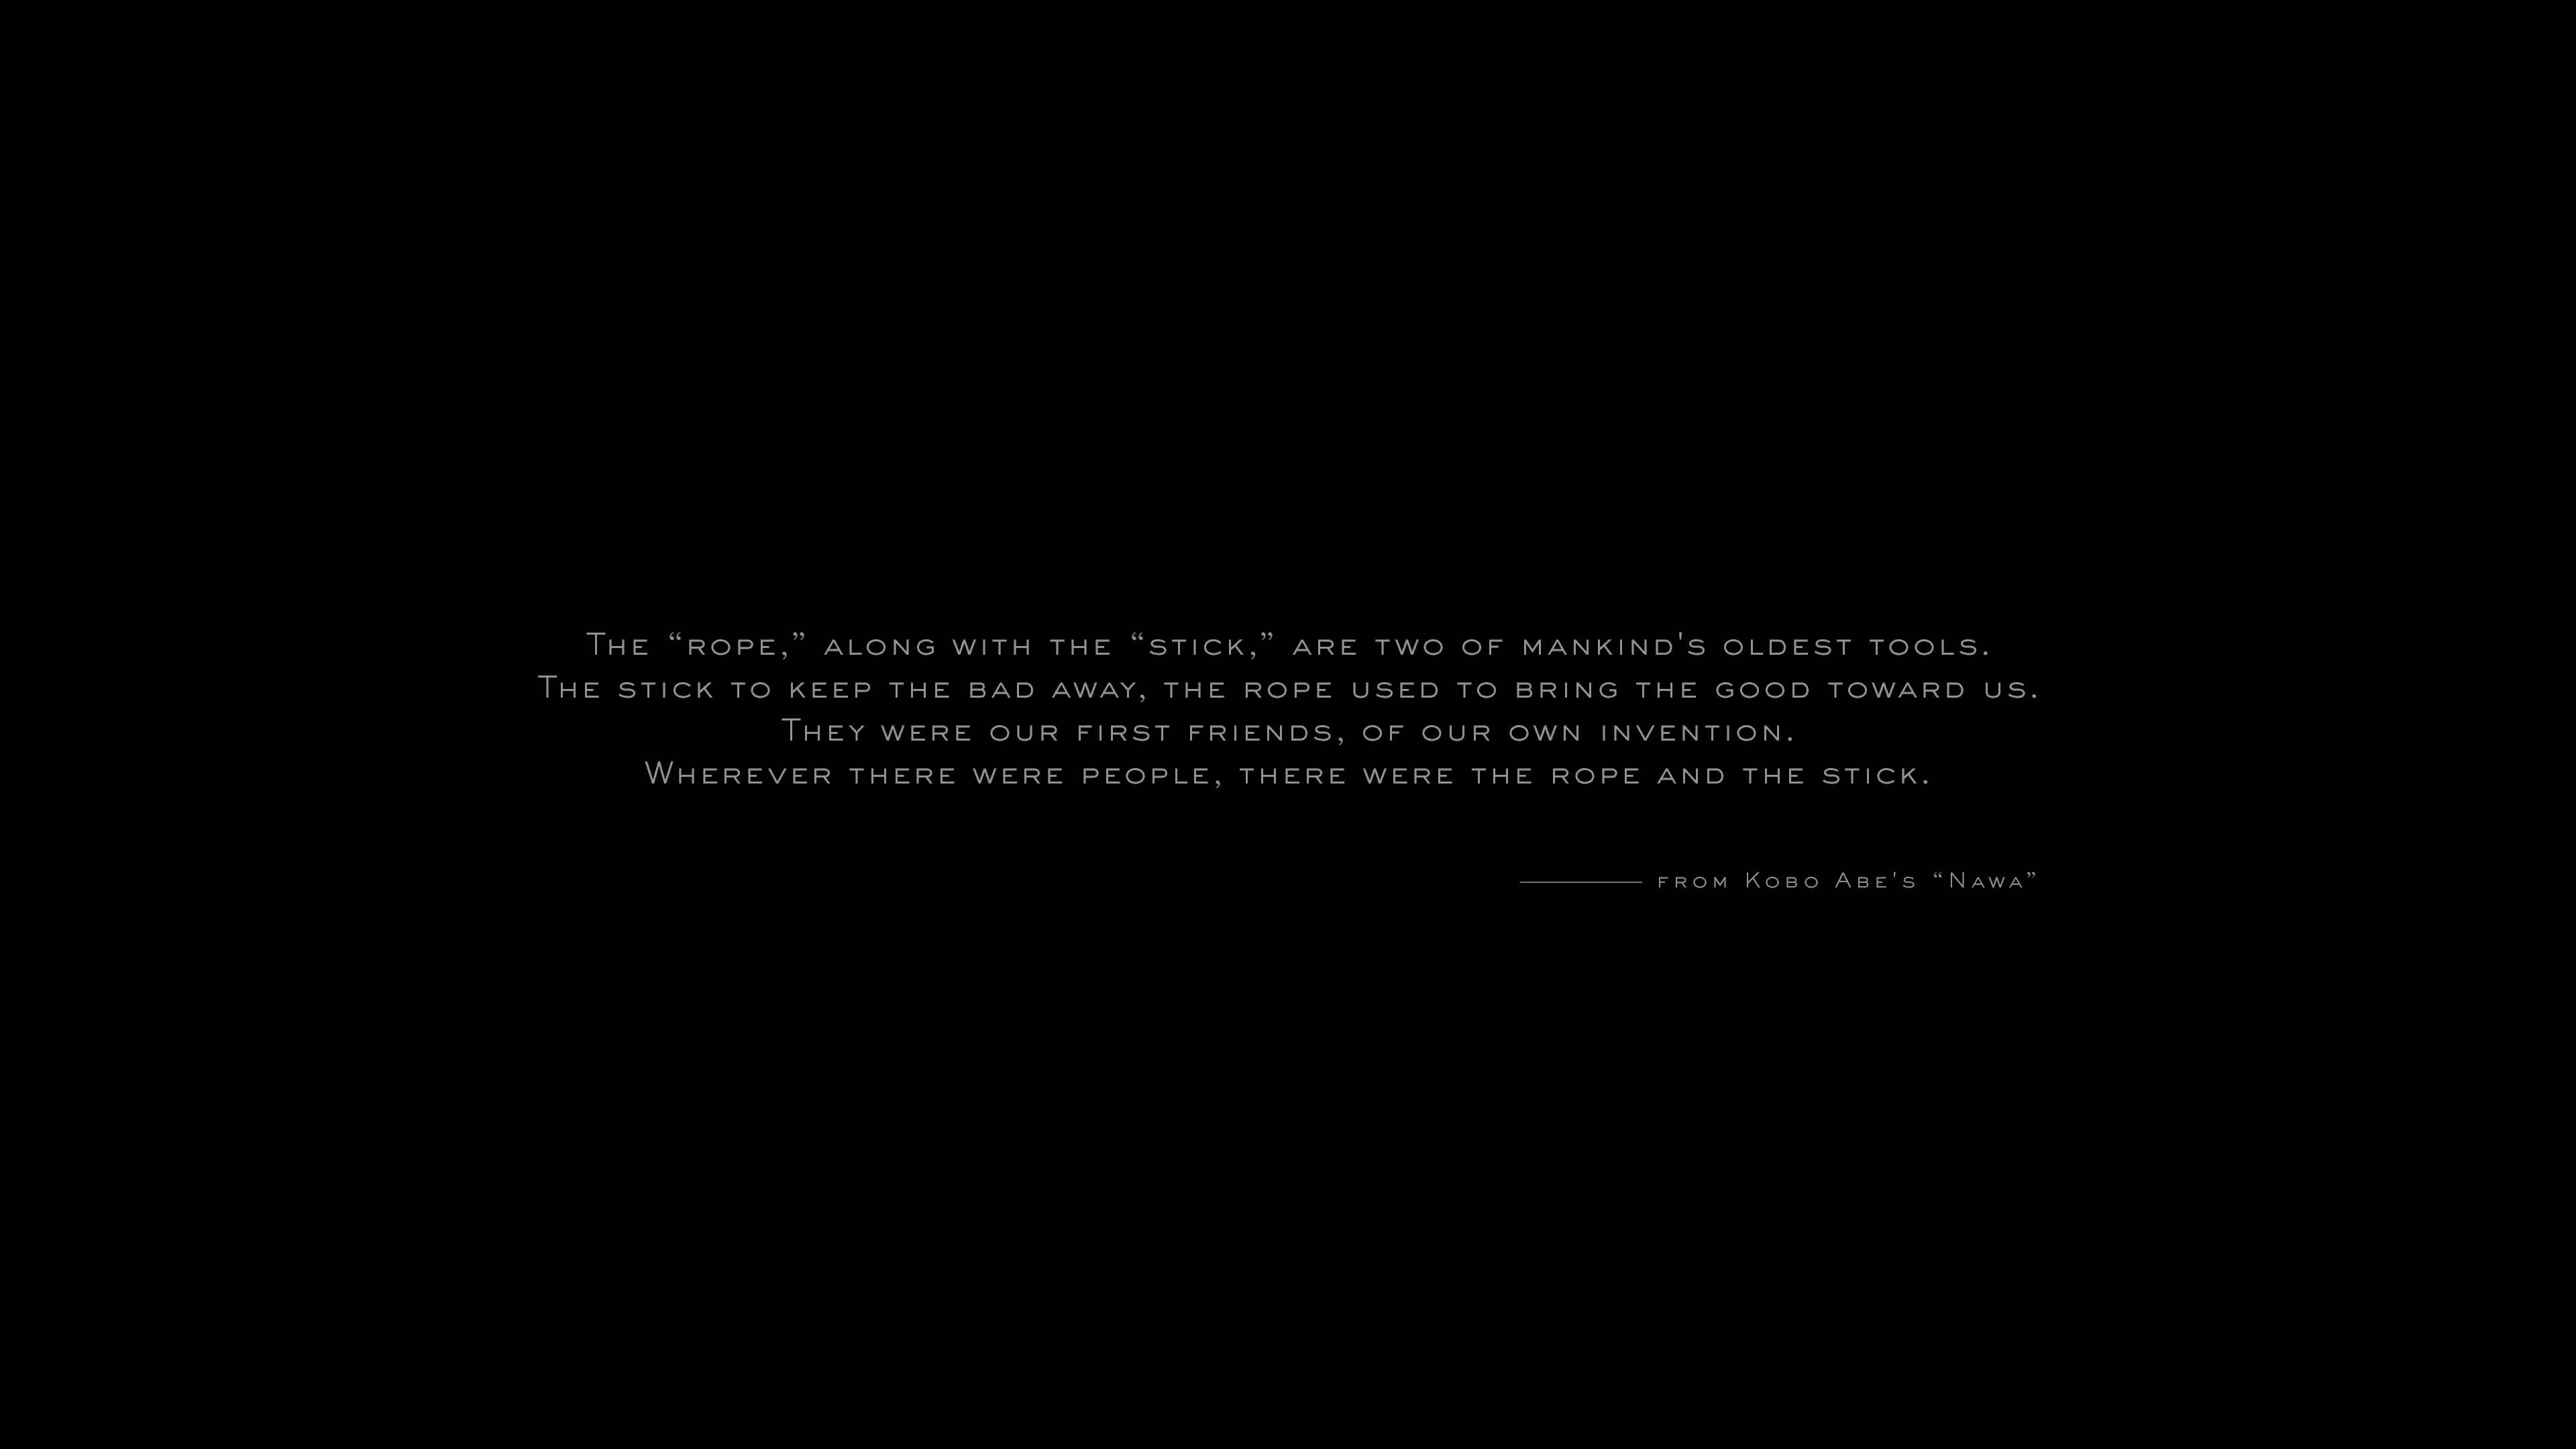 The “rope,” along with the “stick,” are two of mankind's oldest tools.
The stick to keep the bad away, the rope used to bring the good toward us.
They were our first friends, of our own invention.
Wherever there were people, there were the rope and the stick.
from Kobo Abe's “Nawa”